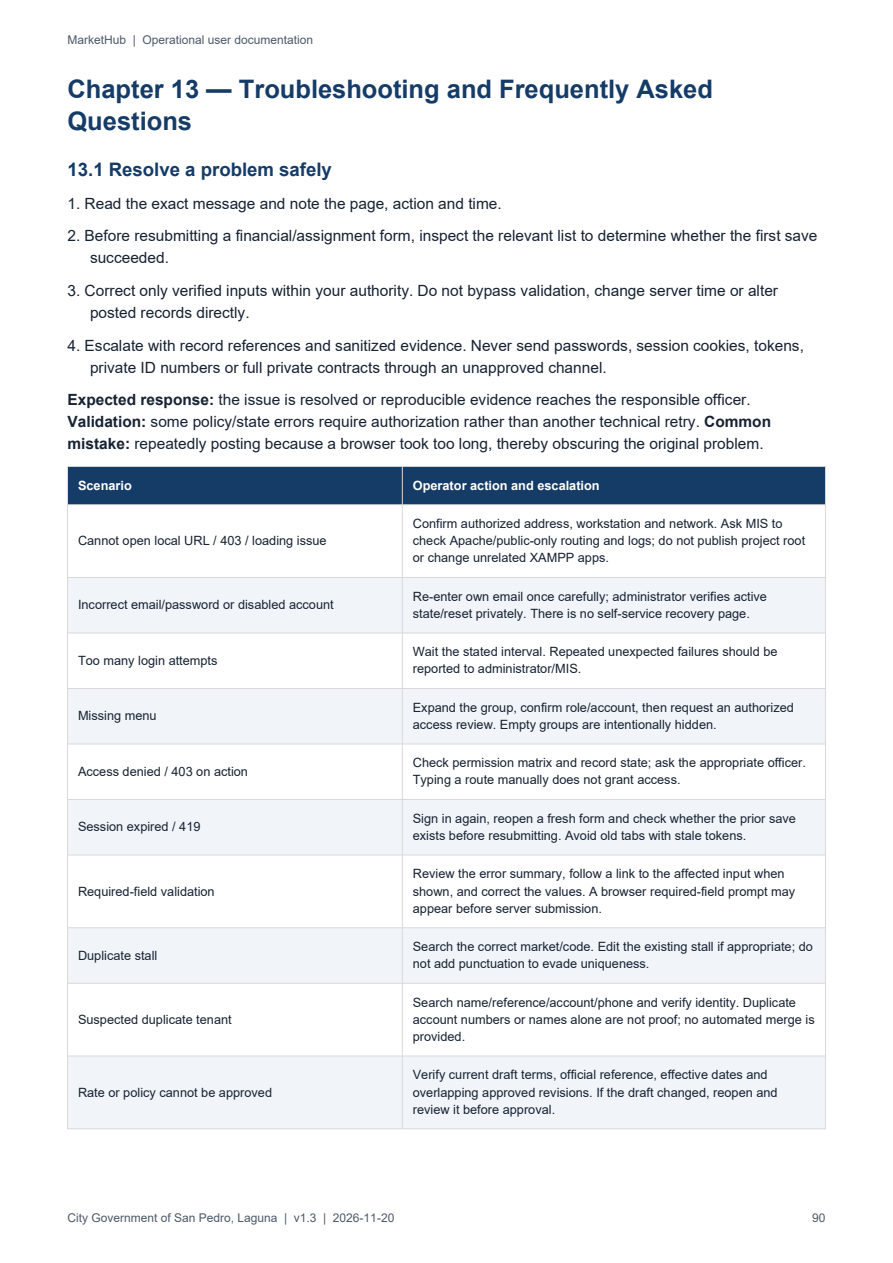 MarketHub | Operational user documentation
Chapter 13 — Troubleshooting and Frequently Asked
Questions
13.1 Resolve a problem safely
1. Read the exact message and note the page, action and time.
2. Before resubmitting a financial/assignment form, inspect the relevant list to determine whether the first save
succeeded.
3. Correct only verified inputs within your authority. Do not bypass validation, change server time or alter
posted records directly.
4. Escalate with record references and sanitized evidence. Never send passwords, session cookies, tokens,
private ID numbers or full private contracts through an unapproved channel.
Expected response: the issue is resolved or reproducible evidence reaches the responsible officer.
Validation: some policy/state errors require authorization rather than another technical retry. Common
mistake: repeatedly posting because a browser took too long, thereby obscuring the original problem.
Scenario
Operator action and escalation
Cannot open local URL / 403 / loading issue
Confirm authorized address, workstation and network. Ask MIS to
check Apache/public-only routing and logs; do not publish project root
or change unrelated XAMPP apps.
Incorrect email/password or disabled account
Re-enter own email once carefully; administrator verifies active
state/reset privately. There is no self-service recovery page.
Too many login attempts
Wait the stated interval. Repeated unexpected failures should be
reported to administrator/MIS.
Missing menu
Expand the group, confirm role/account, then request an authorized
access review. Empty groups are intentionally hidden.
Access denied / 403 on action
Check permission matrix and record state; ask the appropriate officer.
Typing a route manually does not grant access.
Session expired / 419
Sign in again, reopen a fresh form and check whether the prior save
exists before resubmitting. Avoid old tabs with stale tokens.
Required-field validation
Review the error summary, follow a link to the affected input when
shown, and correct the values. A browser required-field prompt may
appear before server submission.
Duplicate stall
Search the correct market/code. Edit the existing stall if appropriate; do
not add punctuation to evade uniqueness.
Suspected duplicate tenant
Search name/reference/account/phone and verify identity. Duplicate
account numbers or names alone are not proof; no automated merge is
provided.
Rate or policy cannot be approved
Verify current draft terms, official reference, effective dates and
overlapping approved revisions. If the draft changed, reopen and
review it before approval.
City Government of San Pedro, Laguna | v1.3 | 2026-11-20
90